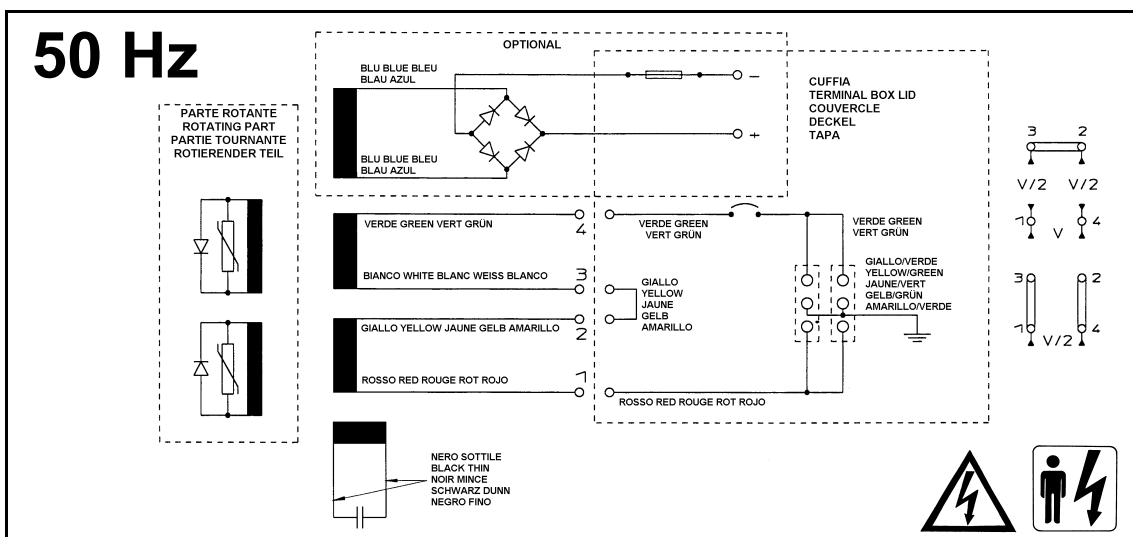 50 Hz
OPTIONAL
BLU BLUE BLEU
BLAU AZUL
BLU BLUE BLEU
BLAU AZUL
−
+
CUFFIA
TERMINAL BOX LID
COUVERCLE
DECKEL
TAPA
PARTE ROTANTE
ROTATING PART
PARTIE TOURNANTE
ROTIERENDER TEIL
VERDE GREEN VERT GRÜN
4
BIANCO WHITE BLANC WEISS BLANCO
3
GIALLO YELLOW JAUNE GELB AMARILLO
2
ROSSO RED ROUGE ROT ROJO
1
VERDE GREEN
VERT GRÜN
VERDE GREEN
VERT GRÜN
GIALLO
YELLOW
JAUNE
GELB
AMARILLO
GIALLO/VERDE
YELLOW/GREEN
JAUNE/VERT
GELB/GRÜN
AMARILLO/VERDE
ROSSO RED ROUGE ROT ROJO
3 2
V/2 V/2
1 V 4
3 2
1 V/2 4
NERO SOTTILE
BLACK THIN
NOIR MINCE
SCHWARZ DUNN
NEGRO FINO